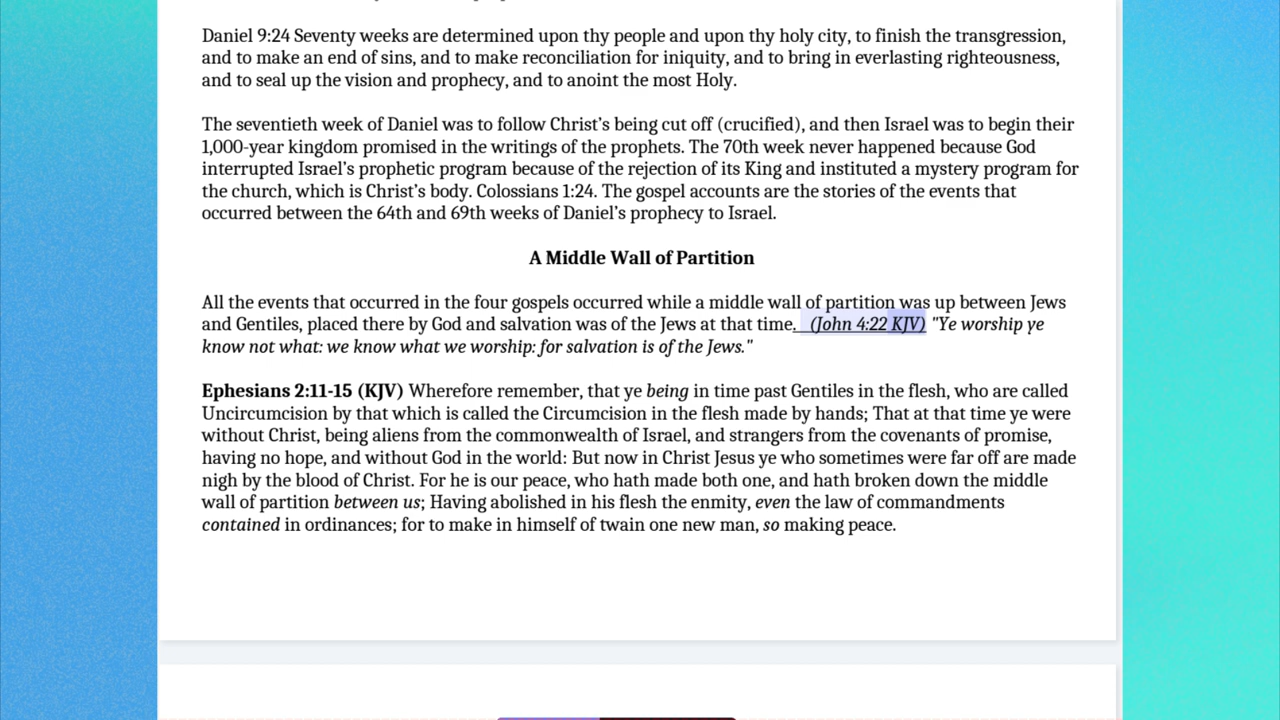 Daniel 9:24 Seventy weeks are determined upon thy people and upon thy holy city, to finish the transgression,
and to make an end of sins, and to make reconciliation for iniquity, and to bring in everlasting righteousness,
and to seal up the vision and prophecy, and to anoint the most Holy.
The seventieth week of Daniel was to follow Christ’s being cut off (crucified), and then Israel was to begin their
1,000-year kingdom promised in the writings of the prophets. The 70th week never happened because God
interrupted Israel’s prophetic program because of the rejection of its King and instituted a mystery program for
the church, which is Christ’s body. Colossians 1:24. The gospel accounts are the stories of the events that
occurred between the 64th and 69th weeks of Daniel’s prophecy to Israel.
A Middle Wall of Partition
All the events that occurred in the four gospels occurred while a middle wall of partition was up between Jews
and Gentiles, placed there by God and salvation was of the Jews at that time. (John 4:22 KJV) "Ye worship ye
know not what: we know what we worship: for salvation is of the Jews."
Ephesians 2:11-15 (KJV) Wherefore remember, that ye being in time past Gentiles in the flesh, who are called
Uncircumcision by that which is called the Circumcision in the flesh made by hands; That at that time ye were
without Christ, being aliens from the commonwealth of Israel, and strangers from the covenants of promise,
having no hope, and without God in the world: But now in Christ Jesus ye who sometimes were far off are made
nigh by the blood of Christ. For he is our peace, who hath made both one, and hath broken down the middle
wall of partition between us; Having abolished in his flesh the enmity, even the law of commandments
contained in ordinances; for to make in himself of twain one new man, so making peace.